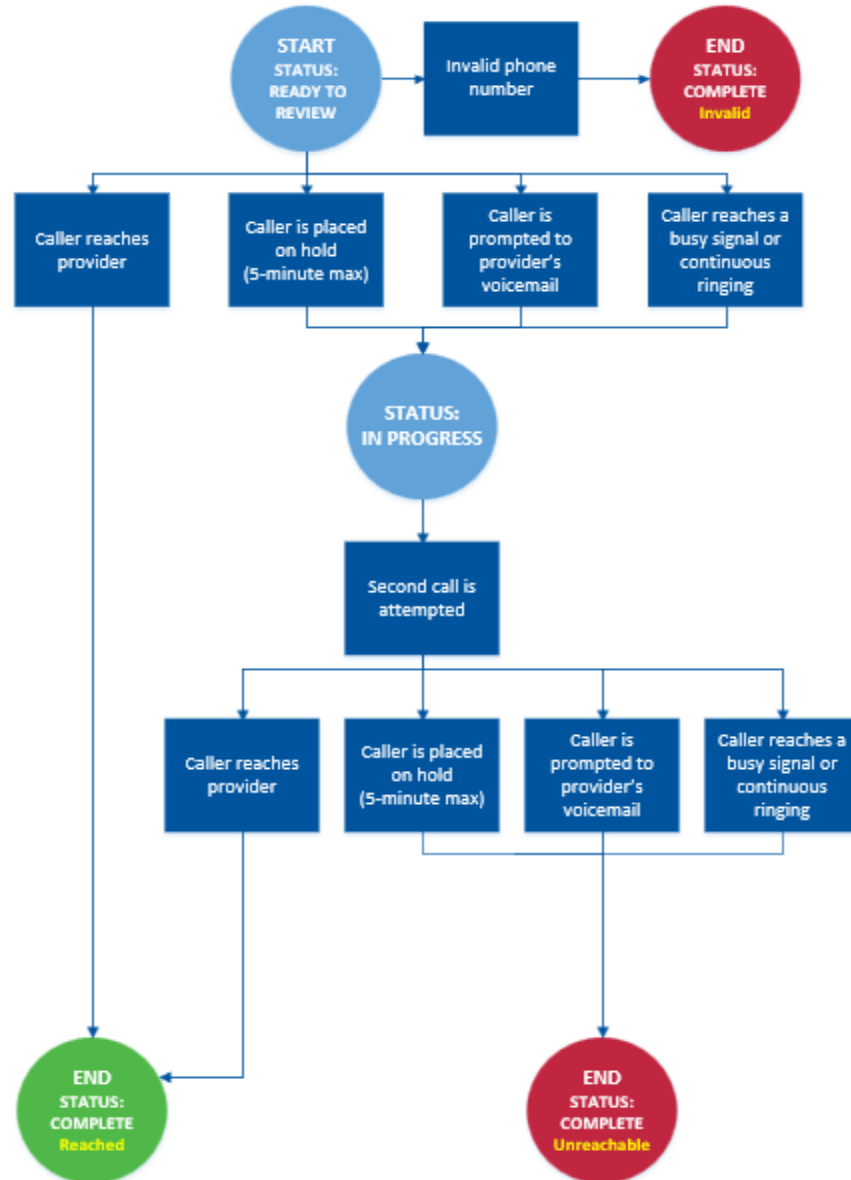 START
STATUS:
READY TO
REVIEW
Invalid phone
number
END
STATUS:
COMPLETE
Invalid
Caller reaches
provider
Caller is placed
on hold
(5-minute max)
Caller is
prompted to
provider's
voicemail
Caller reaches a
busy signal or
continuous
ringing
STATUS:
IN PROGRESS
Second call is
attempted
Caller reaches
provider
Caller is placed
on hold
(5-minute max)
Caller is
prompted to
provider's
voicemail
Caller reaches a
busy signal or
continuous
ringing
END
STATUS:
COMPLETE
Reached
END
STATUS:
COMPLETE
Unreachable